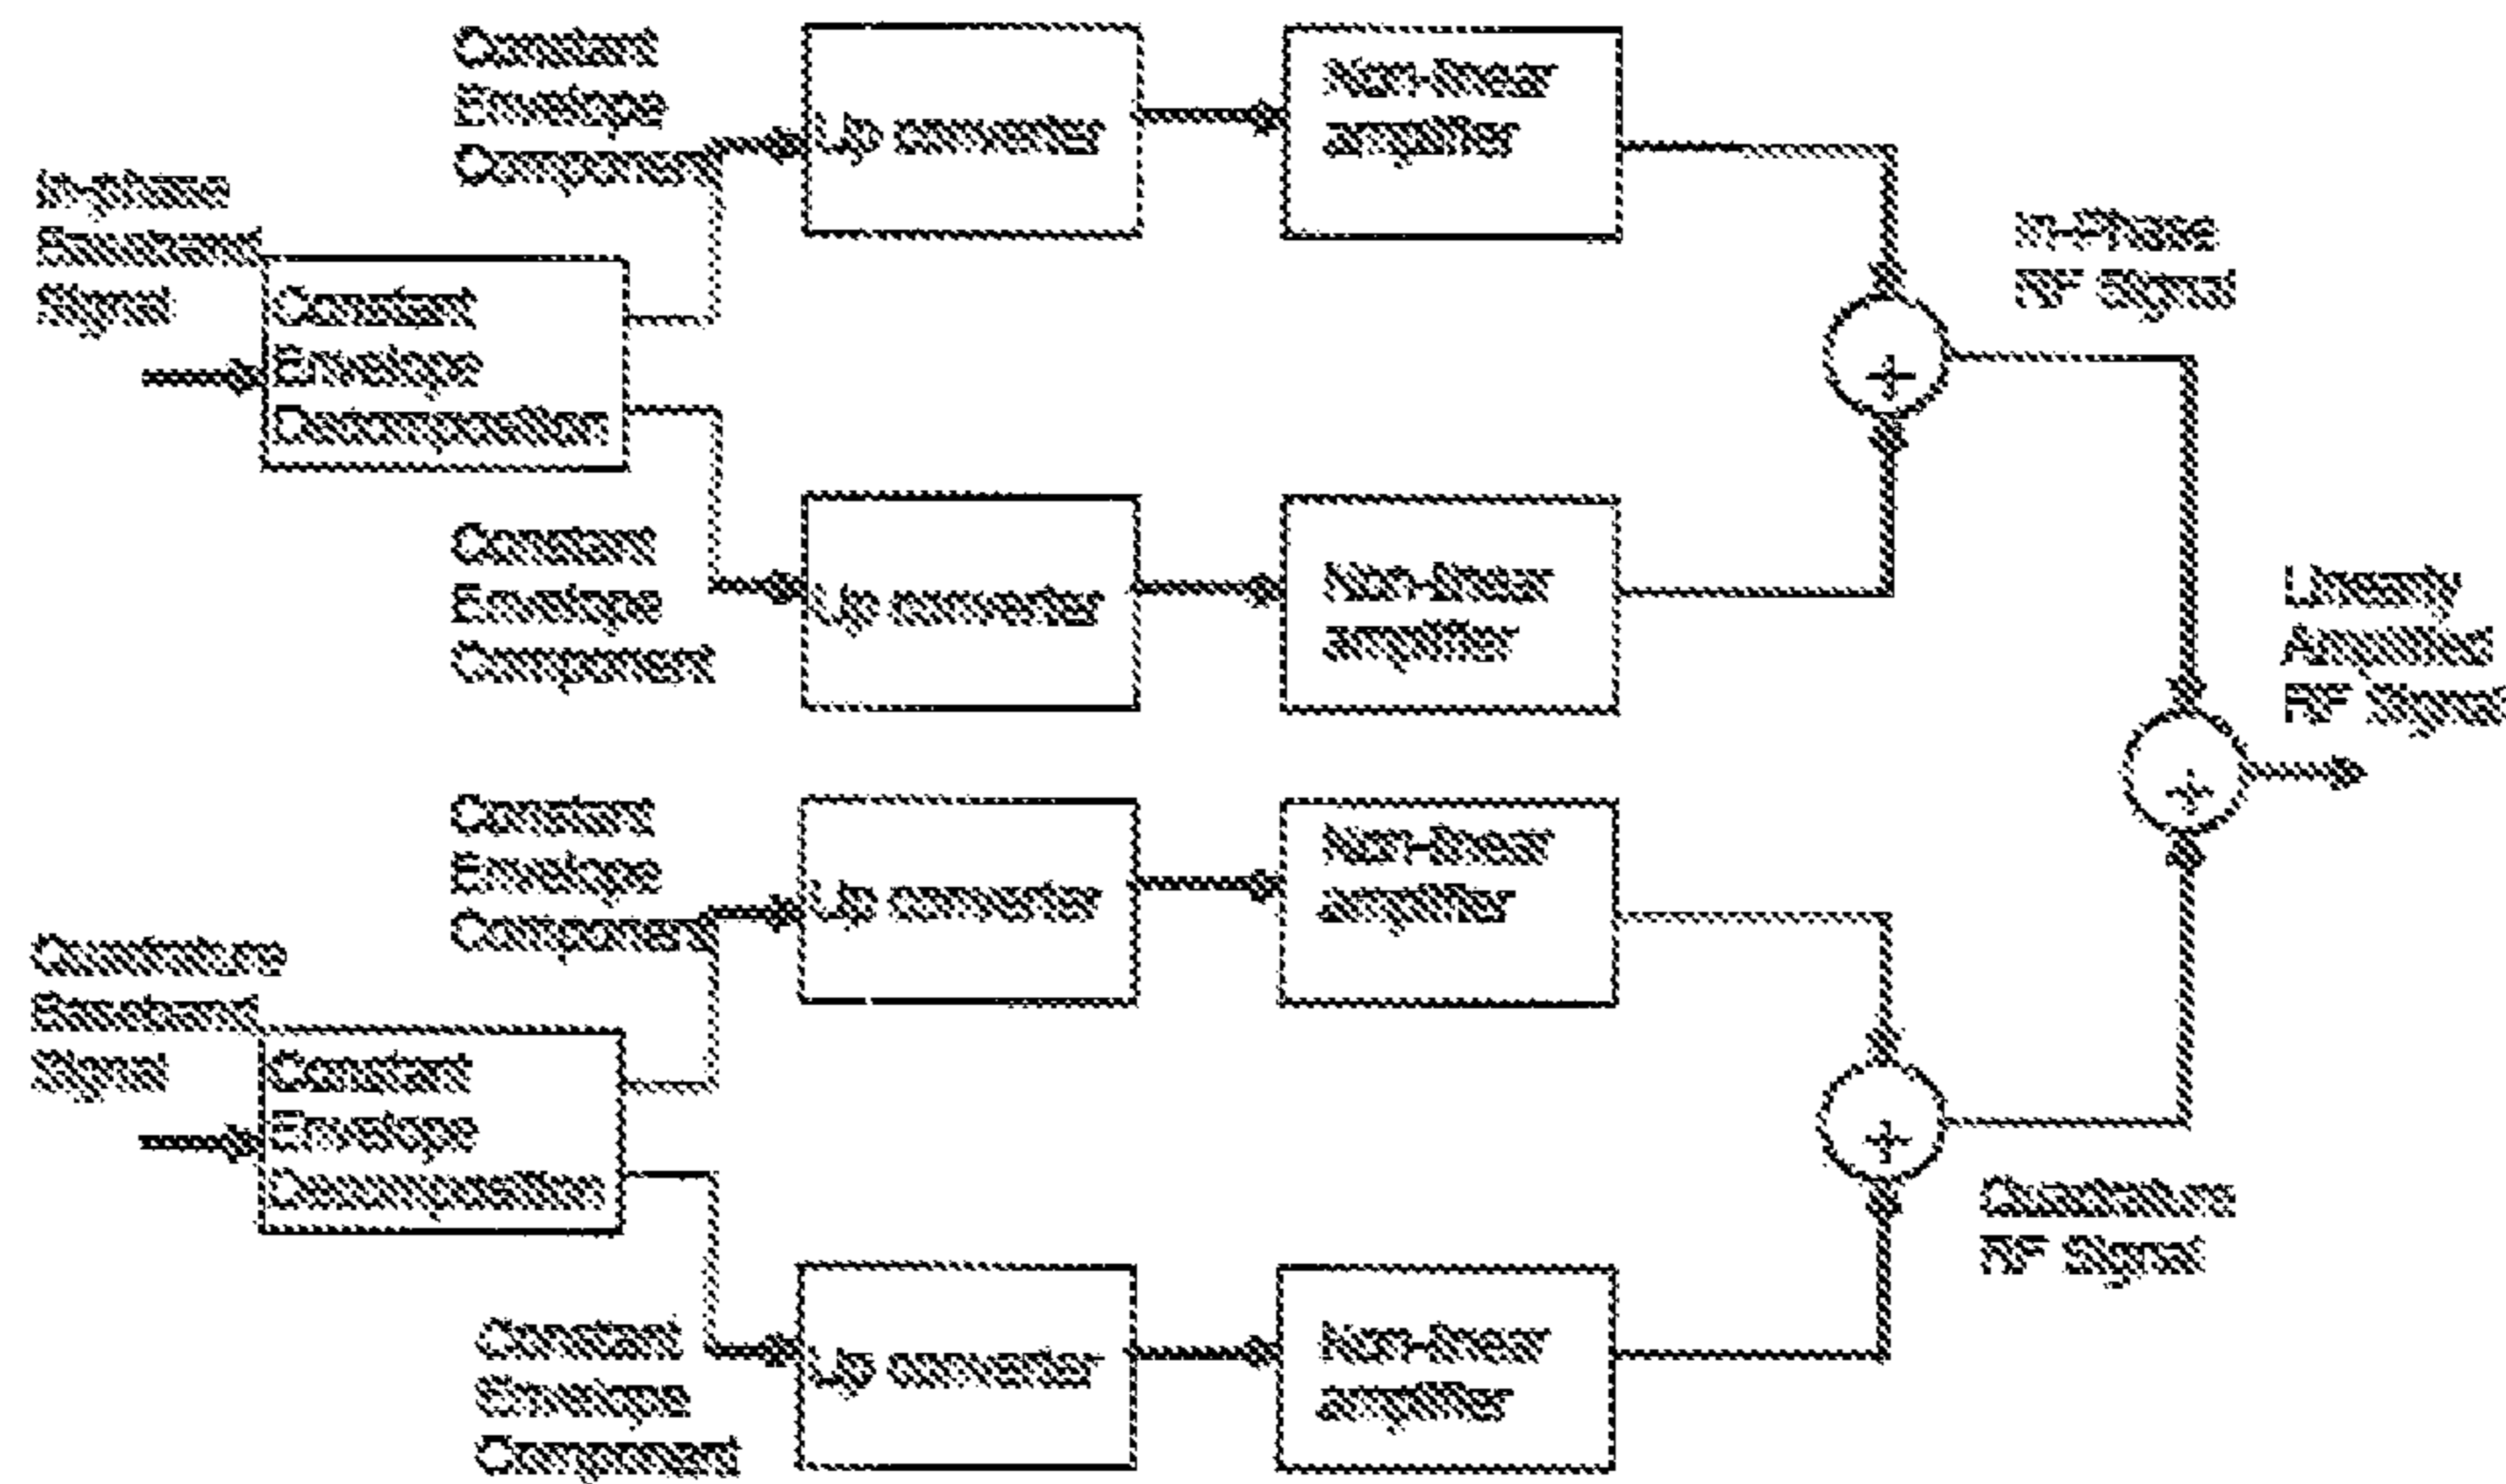 Constant
Envelope
Component
Up converter
Non-linear
amplifier
In-phase
Baseband
Signal
Constant
Envelope
Decomposition
In-Phase
RF Signal
Constant
Envelope
Component
Up converter
Non-linear
amplifier
Linearly
Amplified
RF Signal
+
+
Constant
Envelope
Component
Up converter
Non-linear
amplifier
Quadrature
Baseband
Signal
Constant
Envelope
Decomposition
+
Quadrature
RF Signal
Constant
Envelope
Component
Up converter
Non-linear
amplifier